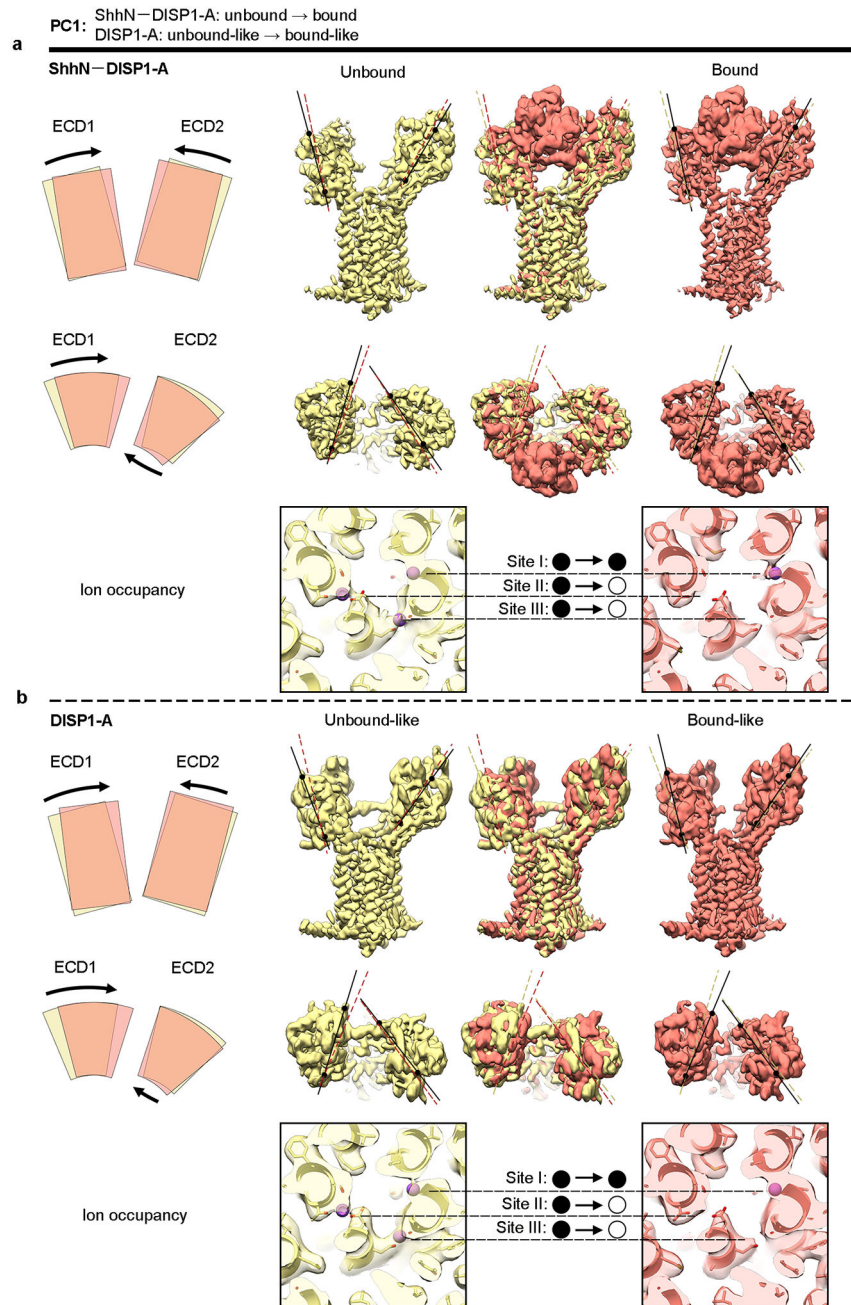 PC1:
ShhN—DISP1-A: unbound → bound
DISP1-A: unbound-like → bound-like
a
ShhN—DISP1-A
Unbound
Bound
ECD1
ECD2
ECD1
ECD2
Ion occupancy
Site I: ● → ●
Site II: ● → ○
Site III: ● → ○
b
DISP1-A
Unbound-like
Bound-like
ECD1
ECD2
ECD1
ECD2
Ion occupancy
Site I: ● → ●
Site II: ● → ○
Site III: ● → ○